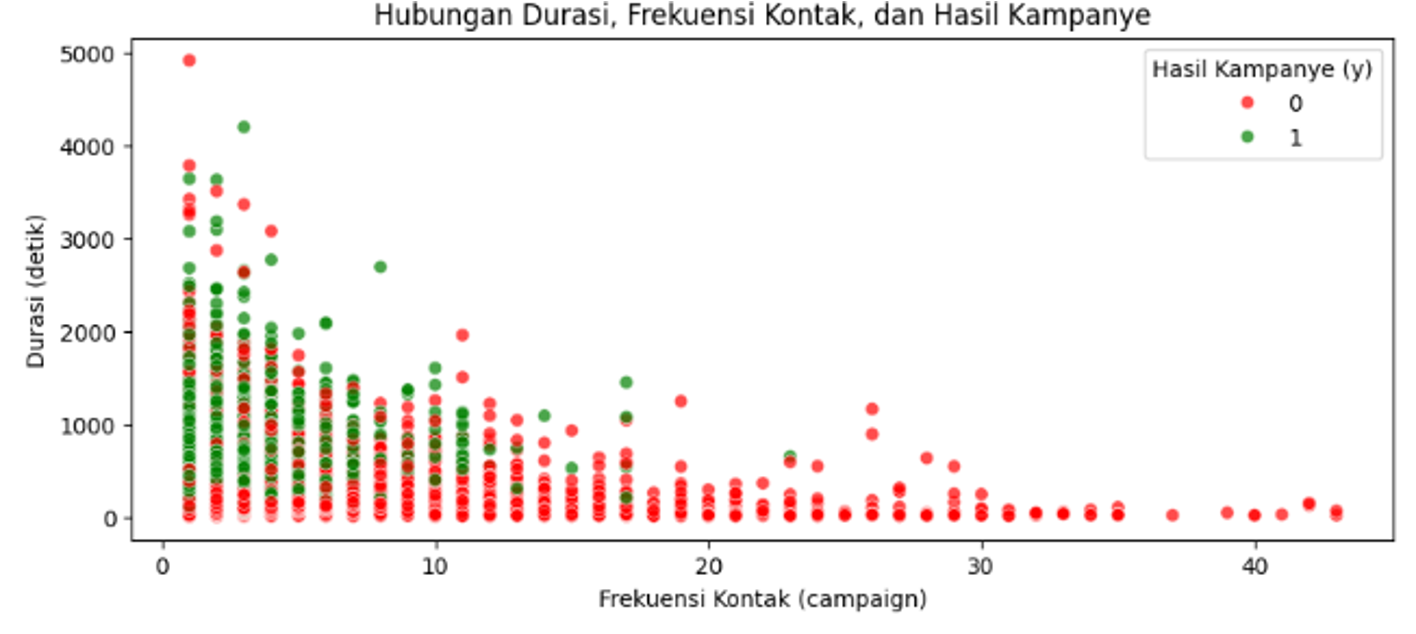 Hubungan Durasi, Frekuensi Kontak, dan Hasil Kampanye
Hasil Kampanye (y)
0
1
5000
4000
3000
2000
1000
0
Durasi (detik)
0 10 20 30 40
Frekuensi Kontak (campaign)